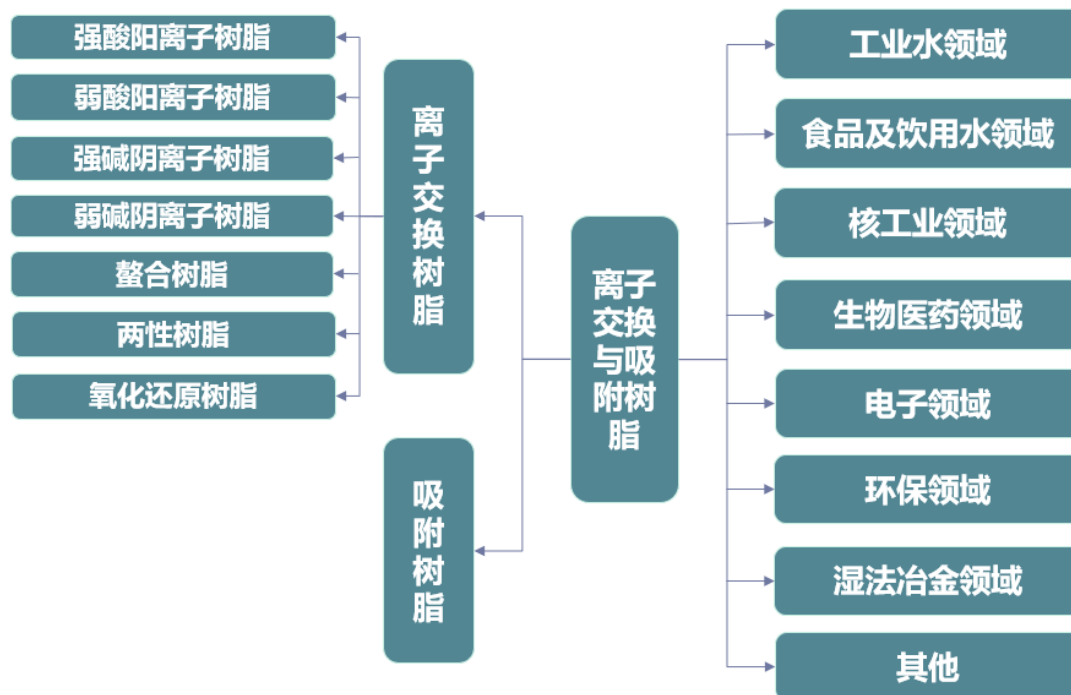 强酸阳离子树脂
弱酸阳离子树脂
强碱阴离子树脂
弱碱阴离子树脂
螯合树脂
两性树脂
氧化还原树脂
离子交换树脂
吸附树脂
离子
交换
与吸
附树
脂
工业水领域
食品及饮用水领域
核工业领域
生物医药领域
电子领域
环保领域
湿法冶金领域
其他